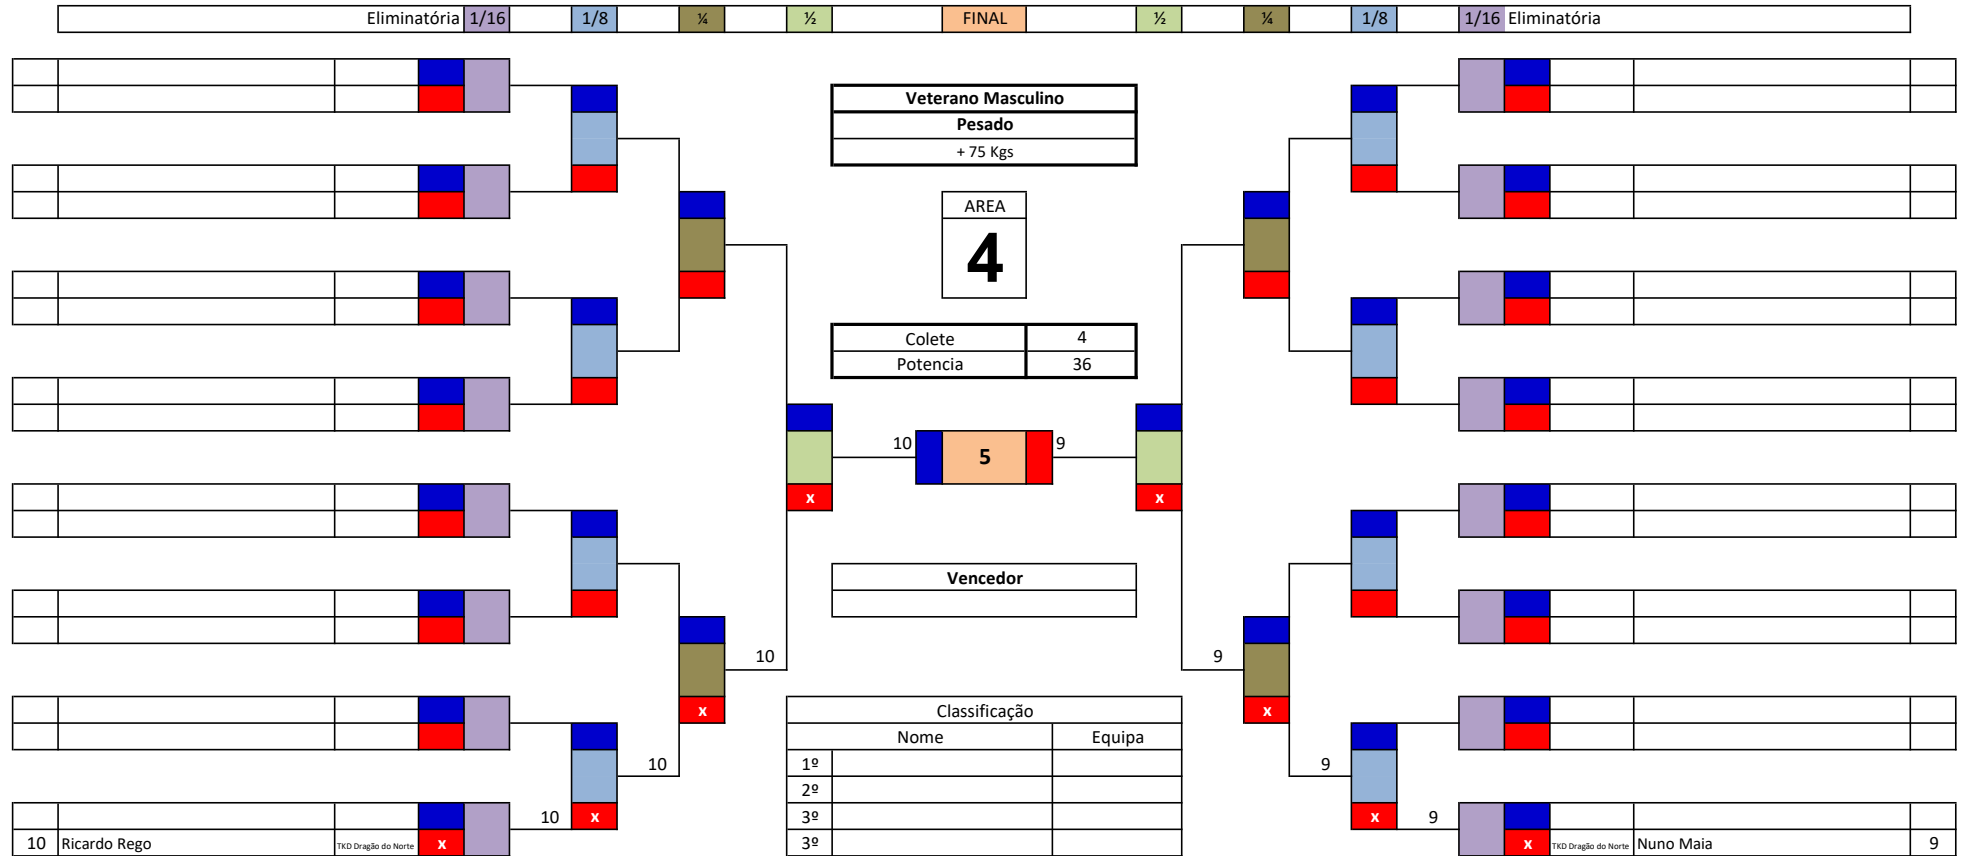 Eliminatória 1/16 1/8 ¼ ½ FINAL ½ ¼ 1/8 1/16 Eliminatória
Veterano Masculino
Pesado
+ 75 Kgs
AREA
4
Colete 4
Potencia 36
10 5 9
x x
Vencedor
10 9
x x
Classificação
Nome Equipa
10 1º 9
2º
10 x 3º x 9
10 Ricardo Rego TKD Dragão do Norte x 3º x TKD Dragão do Norte Nuno Maia 9